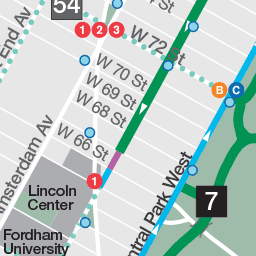 54
1 2 3
End Av
W 72 St
W 70 St
W 69 St
W 68 St
B C
W 66 St
Amsterdam Av
1
Lincoln
Center
7
Central Park West
Fordham
University